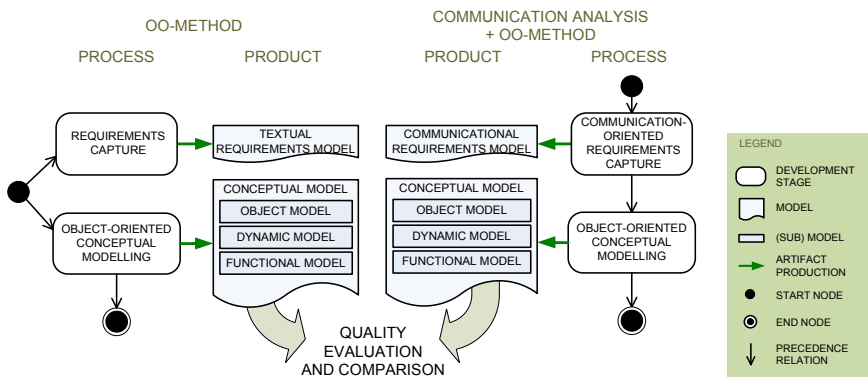 OO-METHOD
PROCESS
PRODUCT
COMMUNICATION ANALYSIS
+ OO-METHOD
PRODUCT
PROCESS
REQUIREMENTS
CAPTURE
TEXTUAL
REQUIREMENTS MODEL
COMMUNICATIONAL
REQUIREMENTS MODEL
COMMUNICATION-
ORIENTED
REQUIREMENTS
CAPTURE
OBJECT-ORIENTED
CONCEPTUAL
MODELLING
CONCEPTUAL MODEL
OBJECT MODEL
DYNAMIC MODEL
FUNCTIONAL MODEL
CONCEPTUAL MODEL
OBJECT MODEL
DYNAMIC MODEL
FUNCTIONAL MODEL
OBJECT-ORIENTED
CONCEPTUAL
MODELLING
QUALITY
EVALUATION
AND COMPARISON
LEGEND
DEVELOPMENT
STAGE
MODEL
(SUB) MODEL
ARTIFACT
PRODUCTION
START NODE
END NODE
PRECEDENCE
RELATION